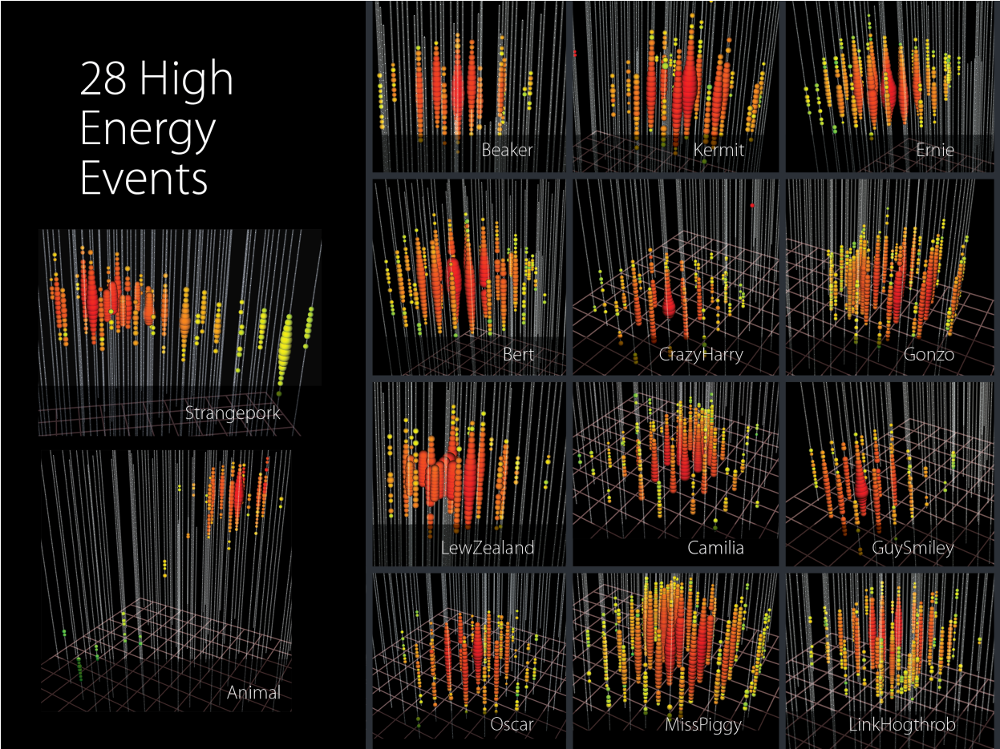 28 High
Energy
Events
Strangepork
Animal
Beaker
Kermit
Ernie
Bert
CrazyHarry
Gonzo
LewZealand
Camilia
GuySmiley
Oscar
MissPiggy
LinkHogthrob